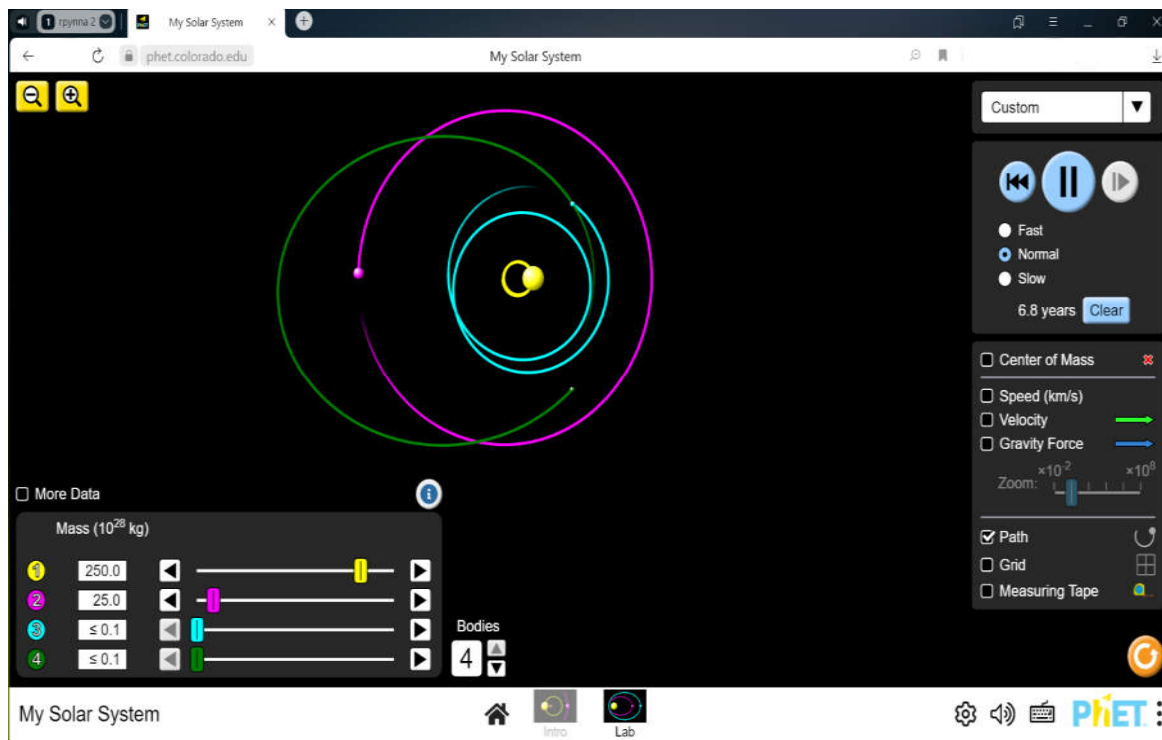 1 группа 2 My Solar System
phet.colorado.edu My Solar System
Custom
Fast
Normal
Slow
6.8 years Clear
Center of Mass
Speed (km/s)
Velocity
Gravity Force
×10-2 ×108
Zoom:
Path
Grid
Measuring Tape
More Data
Mass (10²⁸ kg)
1 250.0
2 25.0
3 ≤ 0.1
4 ≤ 0.1
Bodies
4
My Solar System
Intro
Lab
PhET